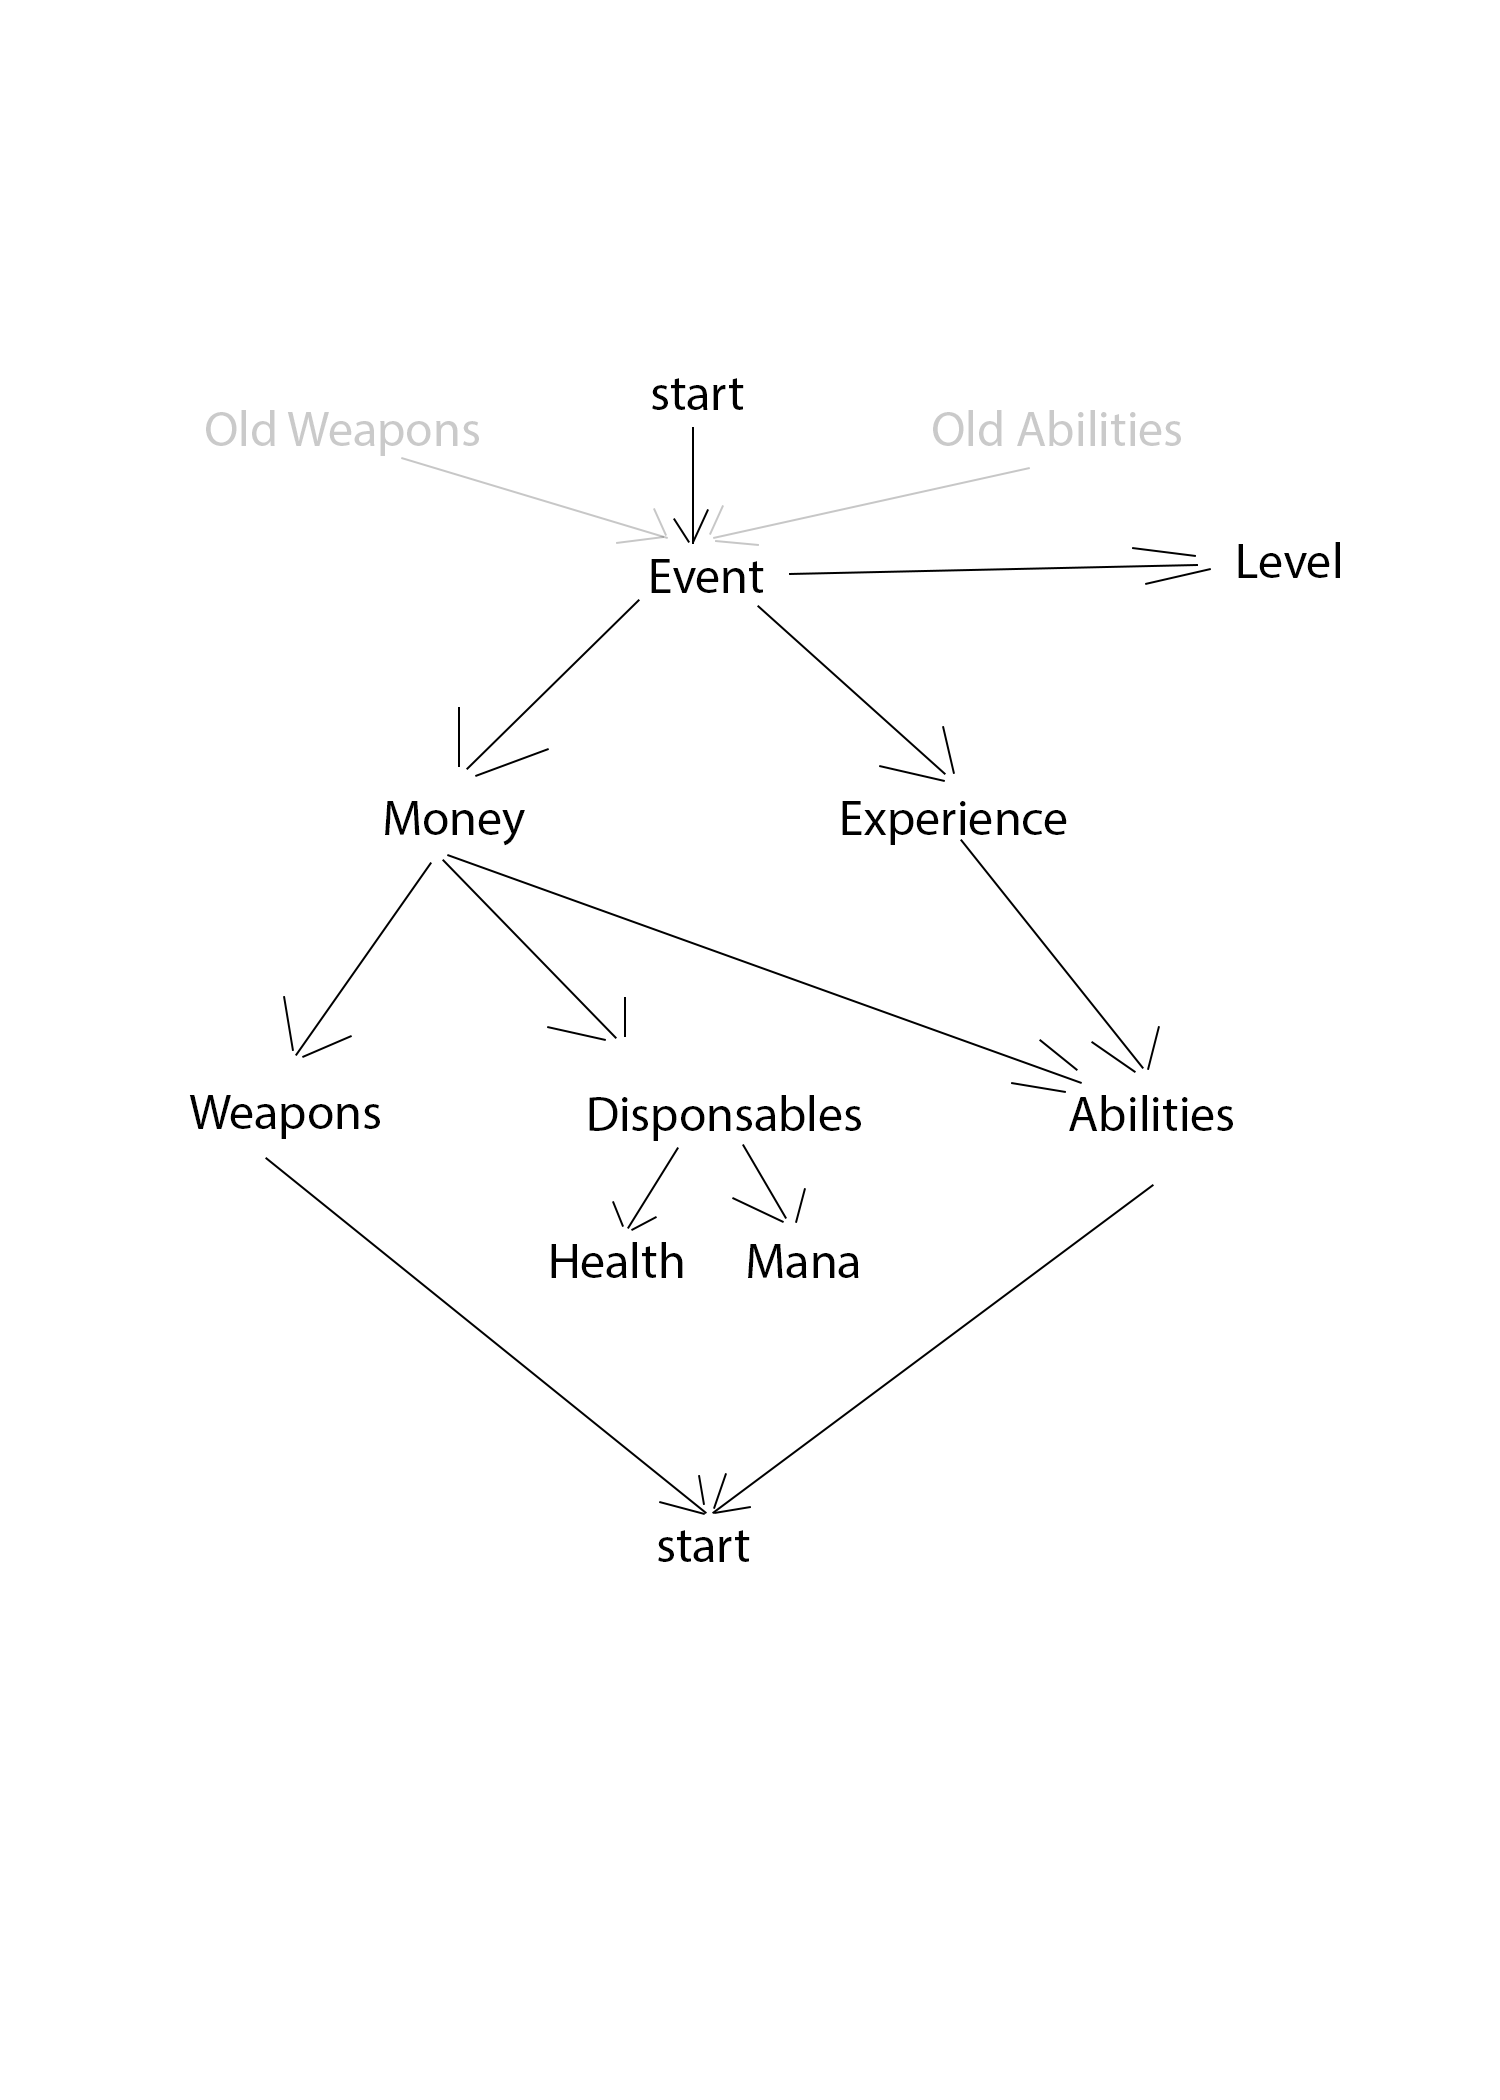 start
Old Weapons
Old Abilities
Event
Level
Money
Experience
Weapons
Disponsables
Abilities
Health
Mana
start